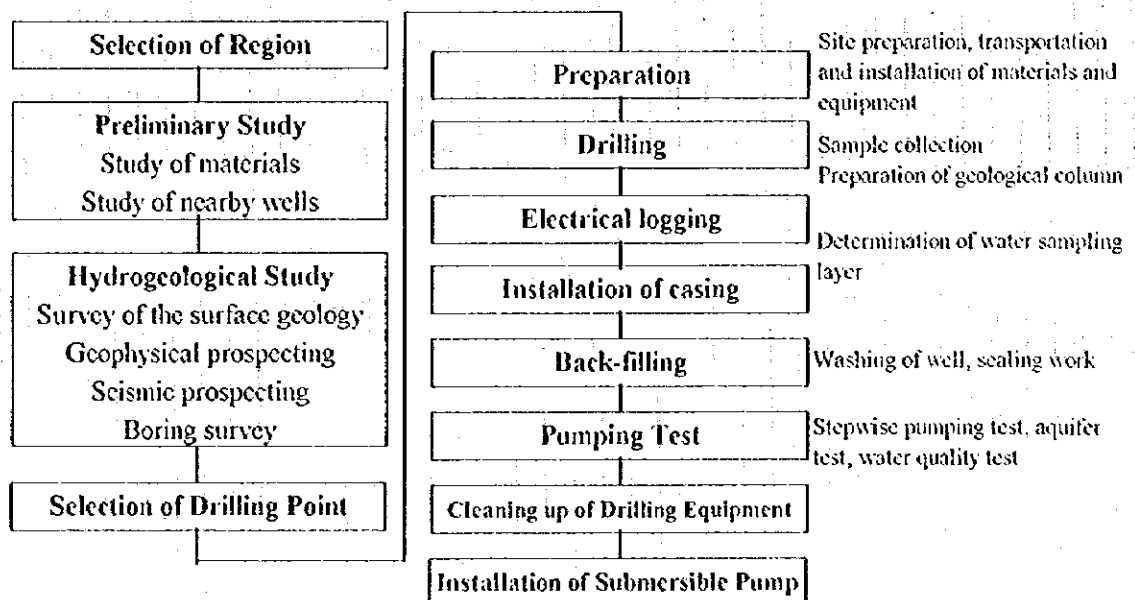 Selection of Region
Preliminary Study
Study of materials
Study of nearby wells
Hydrogeological Study
Survey of the surface geology
Geophysical prospecting
Seismic prospecting
Boring survey
Selection of Drilling Point
Preparation
Site preparation, transportation
and installation of materials and
equipment
Drilling
Sample collection
Preparation of geological column
Electrical logging
Determination of water sampling
layer
Installation of casing
Back-filling
Washing of well, sealing work
Pumping Test
Stepwise pumping test, aquifer
test, water quality test
Cleaning up of Drilling Equipment
Installation of Submersible Pump